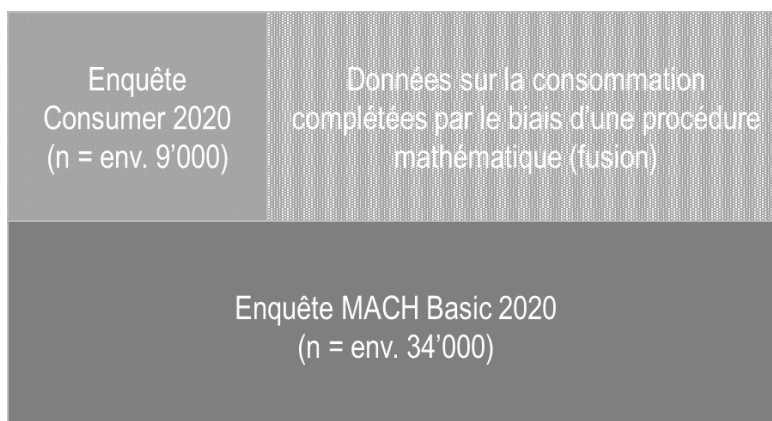 Enquête
Consumer 2020
(n = env. 9’000)
Données sur la consommation
complétées par le biais d’une procédure
mathématique (fusion)
Enquête MACH Basic 2020
(n = env. 34’000)